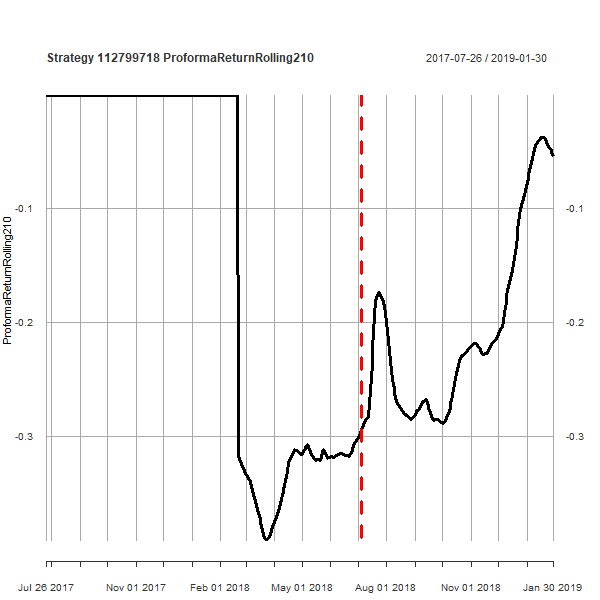 Strategy 112799718 ProformaReturnRolling210
2017-07-26 / 2019-01-30
ProformaReturnRolling210
-0.1
-0.1
-0.2
-0.2
-0.3
-0.3
Jul 26 2017
Nov 01 2017
Feb 01 2018
May 01 2018
Aug 01 2018
Nov 01 2018
Jan 30 2019